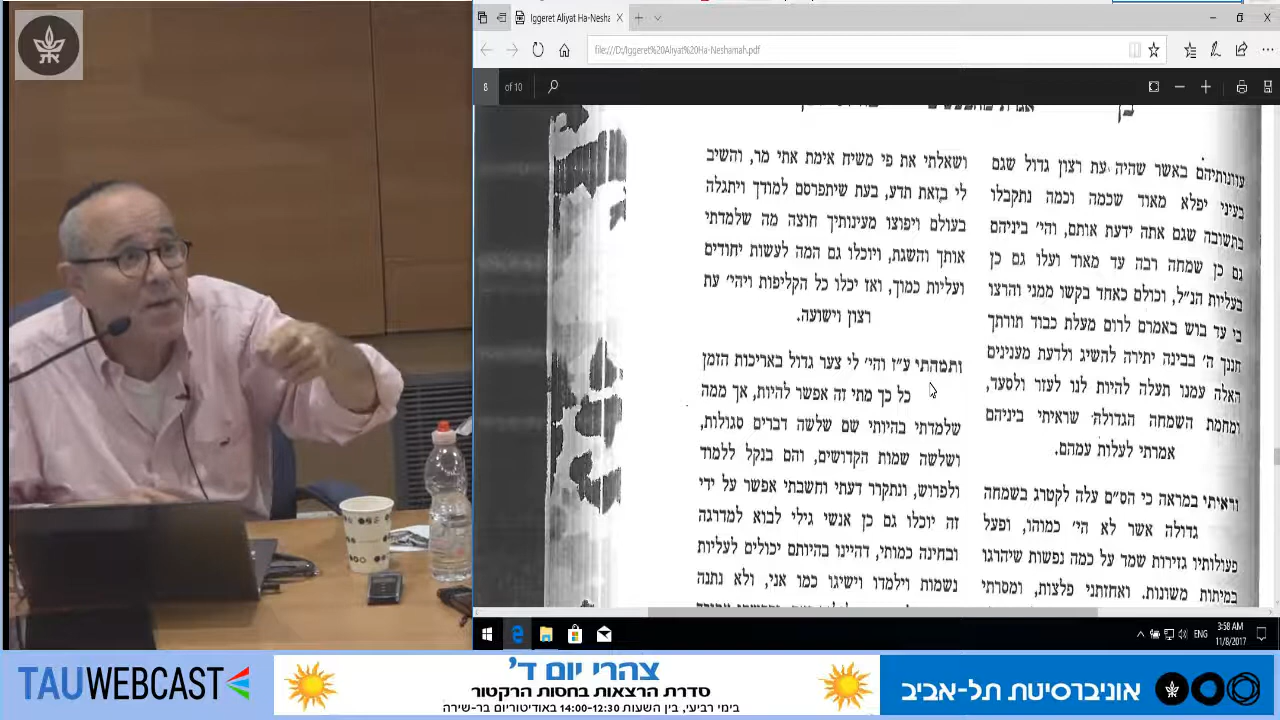 Iggeret Aliyat Ha-Nesha
file:///D:/Iggeret%20Aliyat%20Ha-Neshamah.pdf
8 of 10
עוונותיהם באשר שהיה עת רצון גדול שגם
בעיני יפלא מאוד שכמה וכמה נתקבלו
בתשובה שגם אתה ידעת אותם, והי׳ ביניהם
גם כן שמחה רבה עד מאוד ועלו גם כן
בעליות הנ״ל, וכולם כאחד בקשו ממני והרצו
בי עד בוש באמרם לרום מעלת כבוד תורתך
חננך ה׳ בבינה יתירה להשיג ולדעת מענינים
האלה עמנו תעלה להיות לנו לעזר ולסעד,
ומחמת השמחה הגדולה שראיתי ביניהם
אמרתי לעלות עמהם.
וראיתי במראה כי הס״ם עלה לקטרג בשמחה
גדולה אשר לא הי׳ כמוהו, ופעל
פעולותיו גזירות שמד על כמה נפשות שיהרגו
במיתות משונות. ואחזתני פלצות, ומסרתי
ושאלתי את פי משיח אימת אתי מר, והשיב
לי בזאת תדע, בעת שיתפרסם למודך ויתגלה
בעולם ויפוצו מעינותיך חוצה מה שלמדתי
אותך והשגת, ויוכלו גם המה לעשות יחודים
ועליות כמוך, ואז יכלו כל הקליפות ויהי׳ עת
רצון וישועה.
ותמהתי ע״ז והי׳ לי צער גדול באריכות הזמן
כל כך מתי זה אפשר להיות, אך ממה
שלמדתי בהיותי שם שלשה דברים סגולות,
ושלשה שמות הקדושים, והם בנקל ללמוד
ולפרוש, ונתקרר דעתי וחשבתי אפשר על ידי
זה יוכלו גם כן אנשי גילי לבוא למדרגה
ובחינה כמותי, דהיינו בהיותם יכולים לעליות
נשמות וילמדו וישיגו כמו אני, ולא נתנה
ENG
3:58 AM
11/8/2017
TAUWEBCAST
צהרי יום ד׳
סדרת הרצאות בחסות הרקטור
בימי רביעי, בין השעות 14:00-12:30 באודיטוריום בר-שירה
אוניברסיטת תל-אביב